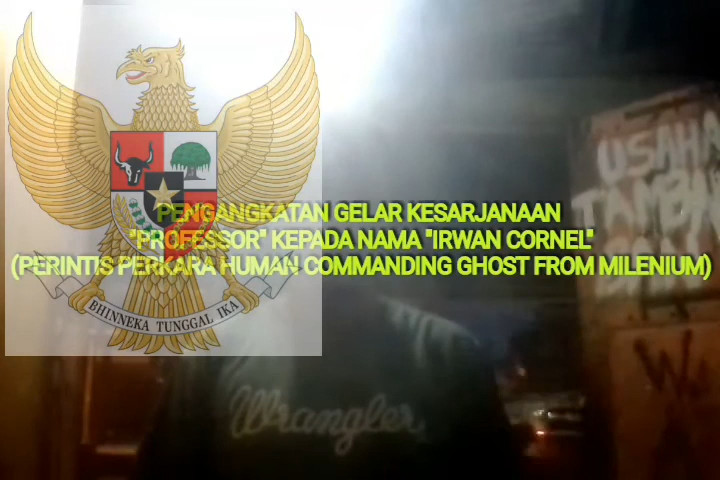 PENGANGKATAN GELAR KESARJANAAN
"PROFESSOR" KEPADA NAMA "IRWAN CORNEL"
(PERINTIS PERKARA HUMAN COMMANDING GHOST FROM MILENIUM)
BHINNEKA TUNGGAL IKA
USAHA
Wrangler